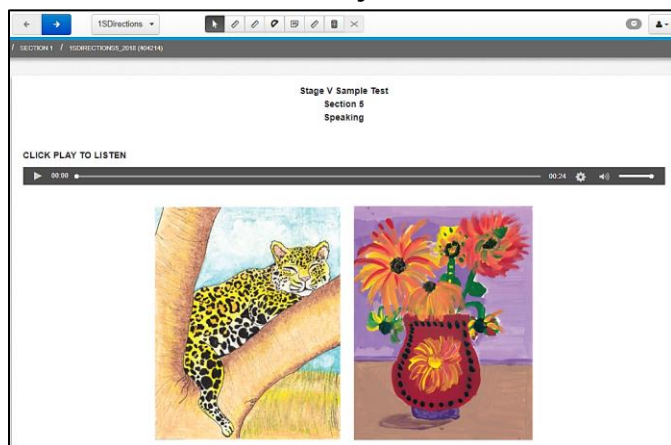 1SDirections
/ SECTION 1 / 1SDIRECTIONS5_2018 (404214)
Stage V Sample Test
Section 5
Speaking
CLICK PLAY TO LISTEN
00:00 00:24